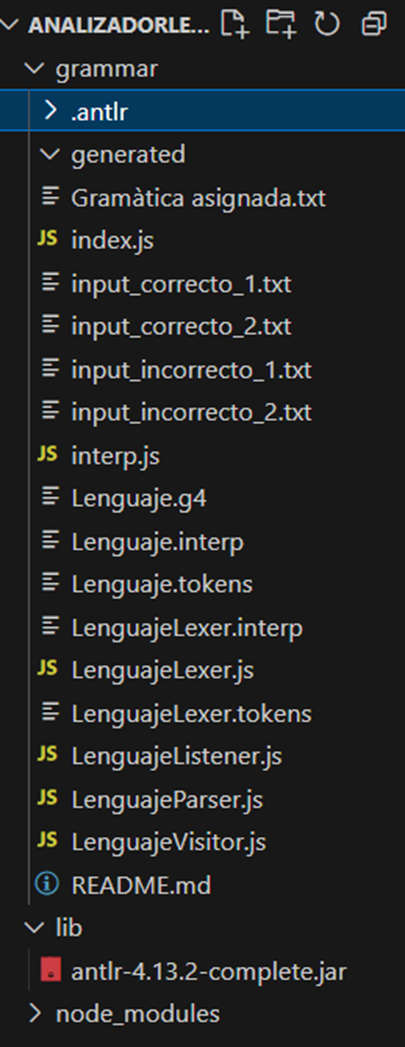 ANALIZADORLE...
grammar
.antlr
generated
Gramàtica asignada.txt
JS index.js
input_correcto_1.txt
input_correcto_2.txt
input_incorrecto_1.txt
input_incorrecto_2.txt
JS interp.js
Lenguaje.g4
Lenguaje.interp
Lenguaje.tokens
LenguajeLexer.interp
JS LenguajeLexer.js
LenguajeLexer.tokens
JS LenguajeListener.js
JS LenguajeParser.js
JS LenguajeVisitor.js
README.md
lib
antlr-4.13.2-complete.jar
node_modules